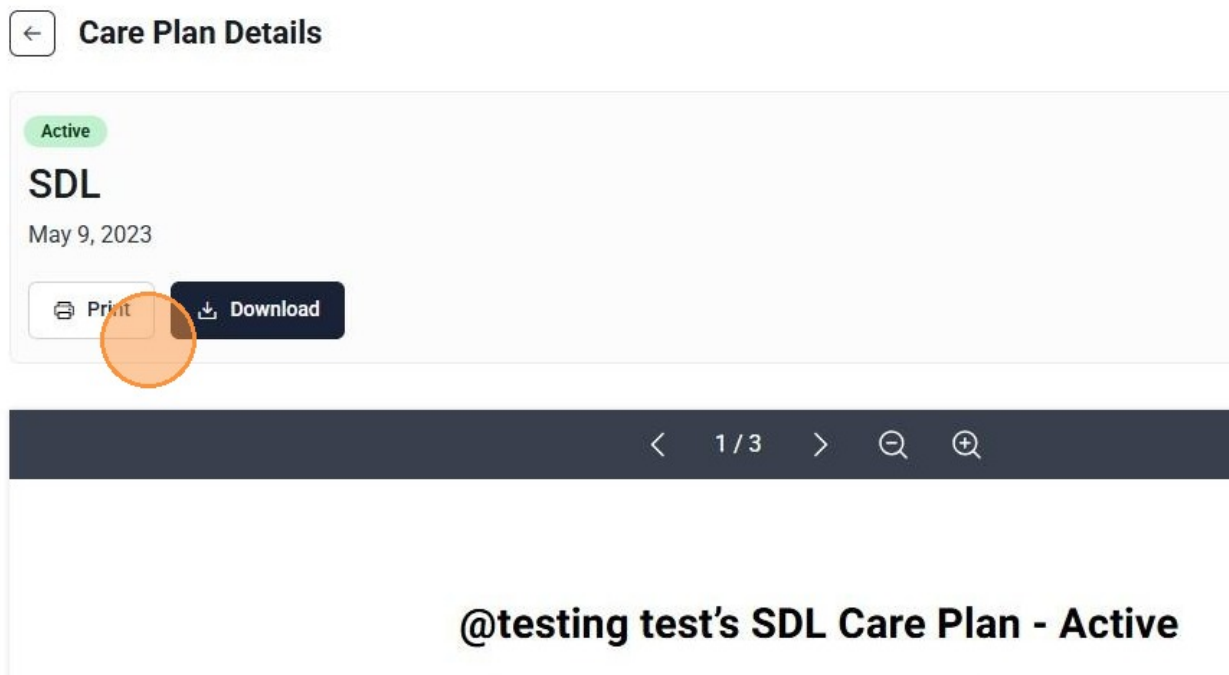 Care Plan Details
Active
SDL
May 9, 2023
Print Download
1 / 3
@testing test’s SDL Care Plan - Active